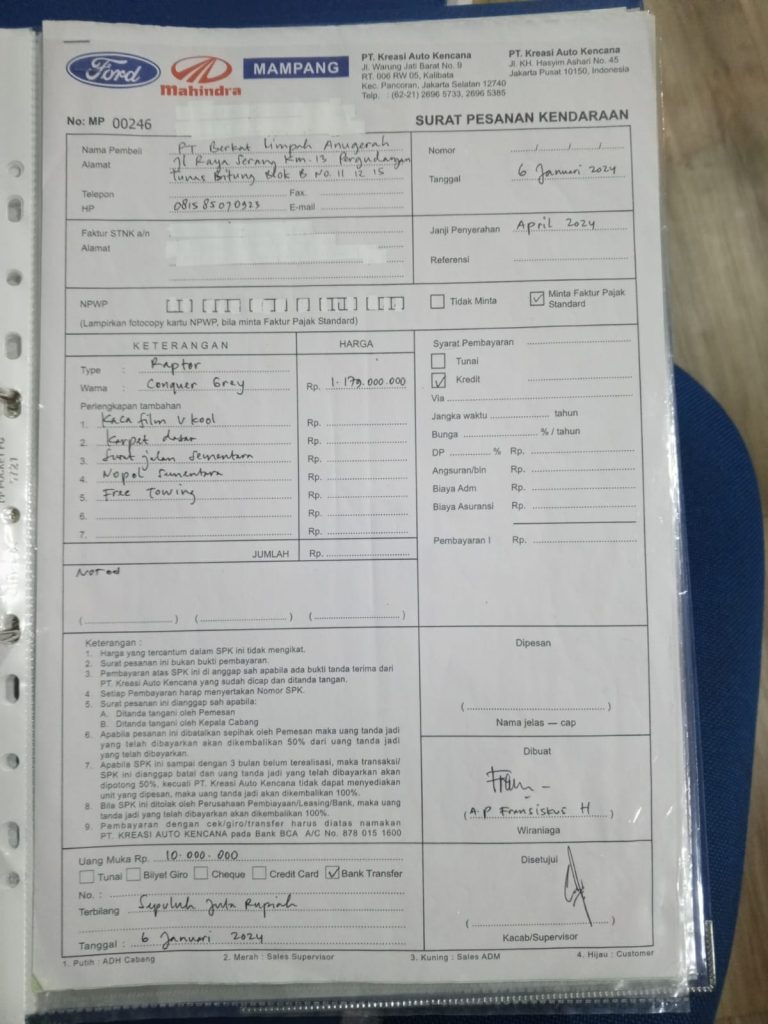 Ford
Mahindra
MAMPANG
PT. Kreasi Auto Kencana
Jl. Warung Jati Barat No. 9
RT. 006 RW 05, Kalibata
Kec. Pancoran, Jakarta Selatan 12740
Telp. : (62-21) 2696 5733, 2696 5385
PT. Kreasi Auto Kencana
Jl. KH. Hasyim Ashari No. 45
Jakarta Pusat 10150, Indonesia
No: MP 00246
SURAT PESANAN KENDARAAN
Nama Pembeli PT Berkat Limpah Anugerah
Alamat Jl Raya Serang Km. 13 Pergudangan
Tunas Bitung Blok B No. 11 12 15
Telepon Fax.
HP 081585070923 E-mail
Nomor / / /
Tanggal 6 Januari 2024
Faktur STNK a/n
Alamat
Janji Penyerahan April 2024
Referensi
NPWP
(Lampirkan fotocopy kartu NPWP, bila minta Faktur Pajak Standard)
Tidak Minta
Minta Faktur Pajak Standard
KETERANGAN HARGA
Type : Raptor
Warna : Conquer Grey Rp. 1.179.000.000
Perlengkapan tambahan
1. Kaca film V kool Rp.
2. Karpet dasar Rp.
3. Surat jalan sementara Rp.
4. Nopol sementara Rp.
5. Free towing Rp.
6. Rp.
7. Rp.
JUMLAH Rp.
Syarat Pembayaran
Tunai
Kredit
Via
Jangka waktu tahun
Bunga % / tahun
DP % Rp.
Angsuran/bln Rp.
Biaya Adm Rp.
Biaya Asuransi Rp.
Pembayaran I Rp.
Noted
( ) ( ) ( )
Keterangan :
1. Harga yang tercantum dalam SPK ini tidak mengikat.
2. Surat pesanan ini bukan bukti pembayaran.
3. Pembayaran atas SPK ini di anggap sah apabila ada bukti tanda terima dari
PT. Kreasi Auto Kencana yang sudah dicap dan ditanda tangan.
4 Setiap Pembayaran harap menyertakan Nomor SPK.
5. Surat pesanan ini dianggap sah apabila:
A. Ditanda tangani oleh Pemesan
B. Ditanda tangani oleh Kepala Cabang
6. Apabila pesanan ini dibatalkan sepihak oleh Pemesan maka uang tanda jadi
yang telah dibayarkan akan dikembalikan 50% dari uang tanda jadi
yang telah dibayarkan.
7. Apabila SPK ini sampai dengan 3 bulan belum terealisasi, maka transaksi/
SPK ini dianggap batal dan uang tanda jadi yang telah dibayarkan akan
dipotong 50%, kecuali PT. Kreasi Auto Kencana tidak dapat menyediakan
unit yang dipesan, maka uang tanda jadi akan dikembalikan 100%.
8. Bila SPK ini ditolak oleh Perusahaan Pembiayaan/Leasing/Bank, maka uang
tanda jadi yang telah dibayarkan akan dikembalikan 100%.
9. Pembayaran dengan cek/giro/transfer harus diatas namakan
PT. KREASI AUTO KENCANA pada Bank BCA A/C No. 878 015 1600
Dipesan
( )
Nama jelas — cap
Dibuat
(A.P Fransiskus H )
Wiraniaga
Uang Muka Rp. 10.000.000
Tunai Bilyet Giro Cheque Credit Card Bank Transfer
No. :
Terbilang Sepuluh Juta Rupiah
Tanggal : 6 Januari 2024
Disetujui
( )
Kacab/Supervisor
1. Putih : ADH Cabang 2. Merah : Sales Supervisor 3. Kuning : Sales ADM 4. Hijau : Customer